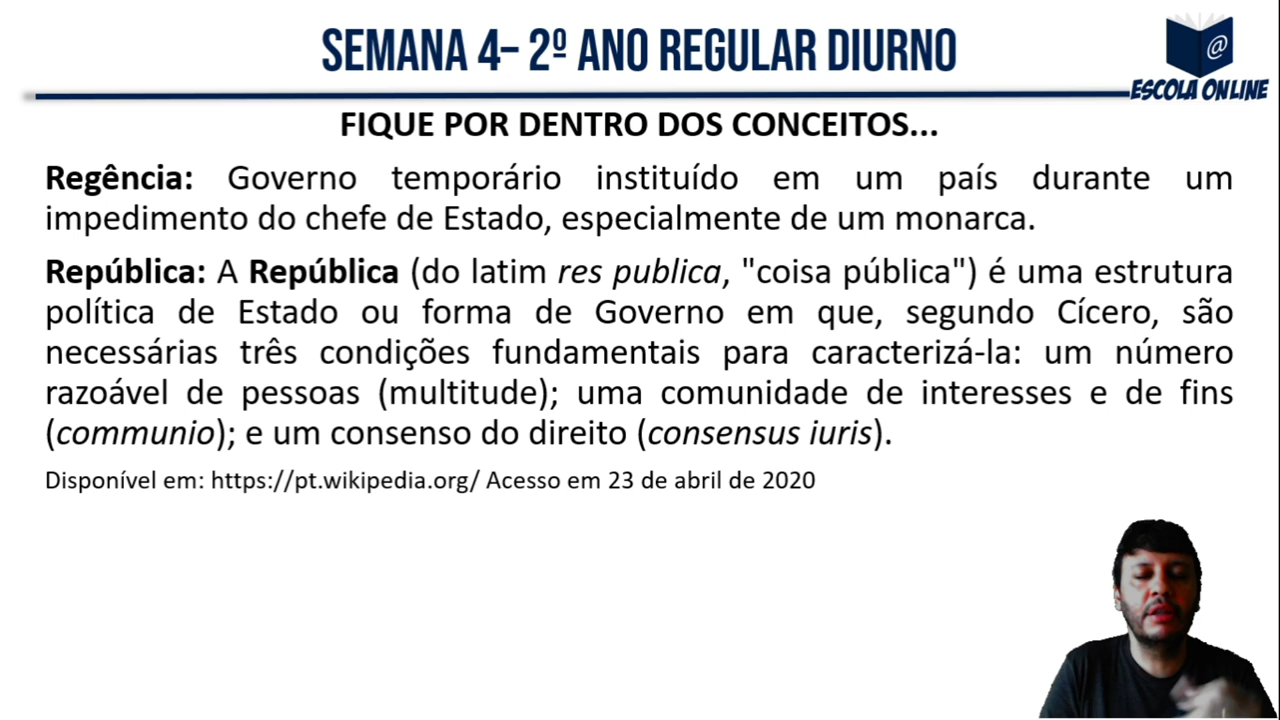 SEMANA 4– 2º ANO REGULAR DIURNO
@
ESCOLA ONLINE
FIQUE POR DENTRO DOS CONCEITOS...
Regência: Governo temporário instituído em um país durante um
impedimento do chefe de Estado, especialmente de um monarca.
República: A República (do latim res publica, "coisa pública") é uma estrutura
política de Estado ou forma de Governo em que, segundo Cícero, são
necessárias três condições fundamentais para caracterizá-la: um número
razoável de pessoas (multitude); uma comunidade de interesses e de fins
(communio); e um consenso do direito (consensus iuris).
Disponível em: https://pt.wikipedia.org/ Acesso em 23 de abril de 2020